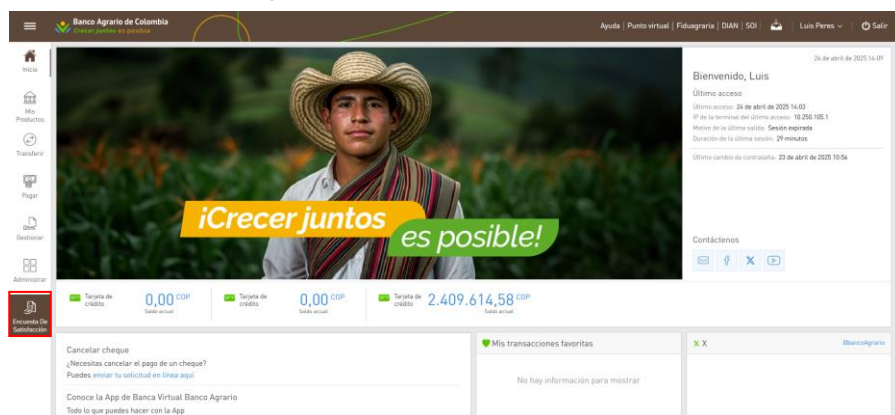 Banco Agrario de Colombia
Crecer juntos es posible
Ayuda | Punto virtual | Fiduagraria | DIAN | SOI |
Luis Peres
Salir
Inicio
Mis
Productos
Transferir
Pagar
Gestionar
Administrar
Encuesta De
Satisfacción
¡Crecer juntos
es posible!
24 de abril de 2025 14:09
Bienvenido, Luis
Último acceso
Último acceso: 24 de abril de 2025 14:03
IP de la terminal del último acceso: 10.250.105.1
Motivo de la última salida: Sesión expirada
Duración de la última sesión: 29 minutos
Último cambio de contraseña: 23 de abril de 2025 10:56
Contáctenos
Tarjeta de
crédito
0,00 COP
Saldo actual
Tarjeta de
crédito
0,00 COP
Saldo actual
Tarjeta de
crédito
2.409.614,58 COP
Saldo actual
Cancelar cheque
¿Necesitas cancelar el pago de un cheque?
Puedes enviar tu solicitud en línea aquí
Conoce la App de Banca Virtual Banco Agrario
Todo lo que puedes hacer con la App
Mis transacciones favoritas
No hay información para mostrar
X X
@bancoAgrario